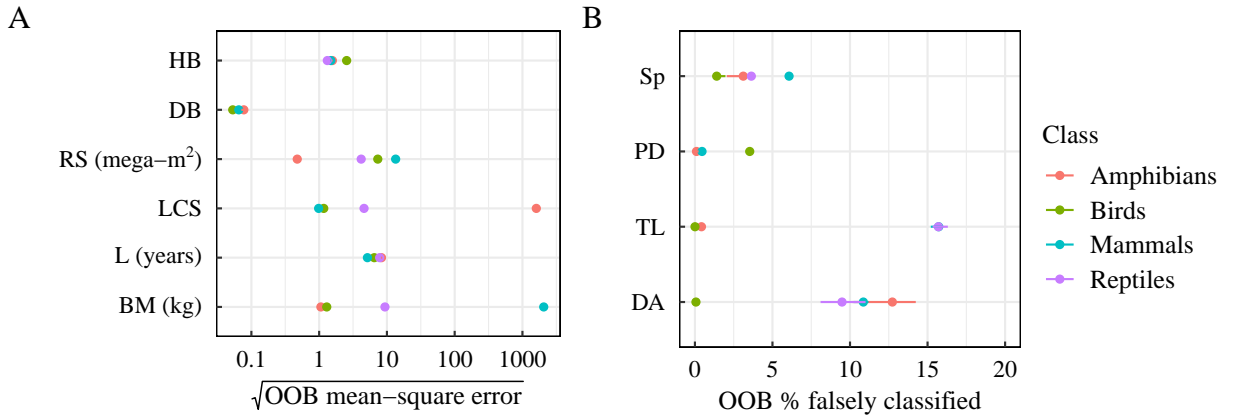 A
HB
DB
RS (mega−m²)
LCS
L (years)
BM (kg)
0.1 1 10 100 1000
√OOB mean−square error
B
Sp
PD
TL
DA
0 5 10 15 20
OOB % falsely classified
Class
Amphibians
Birds
Mammals
Reptiles